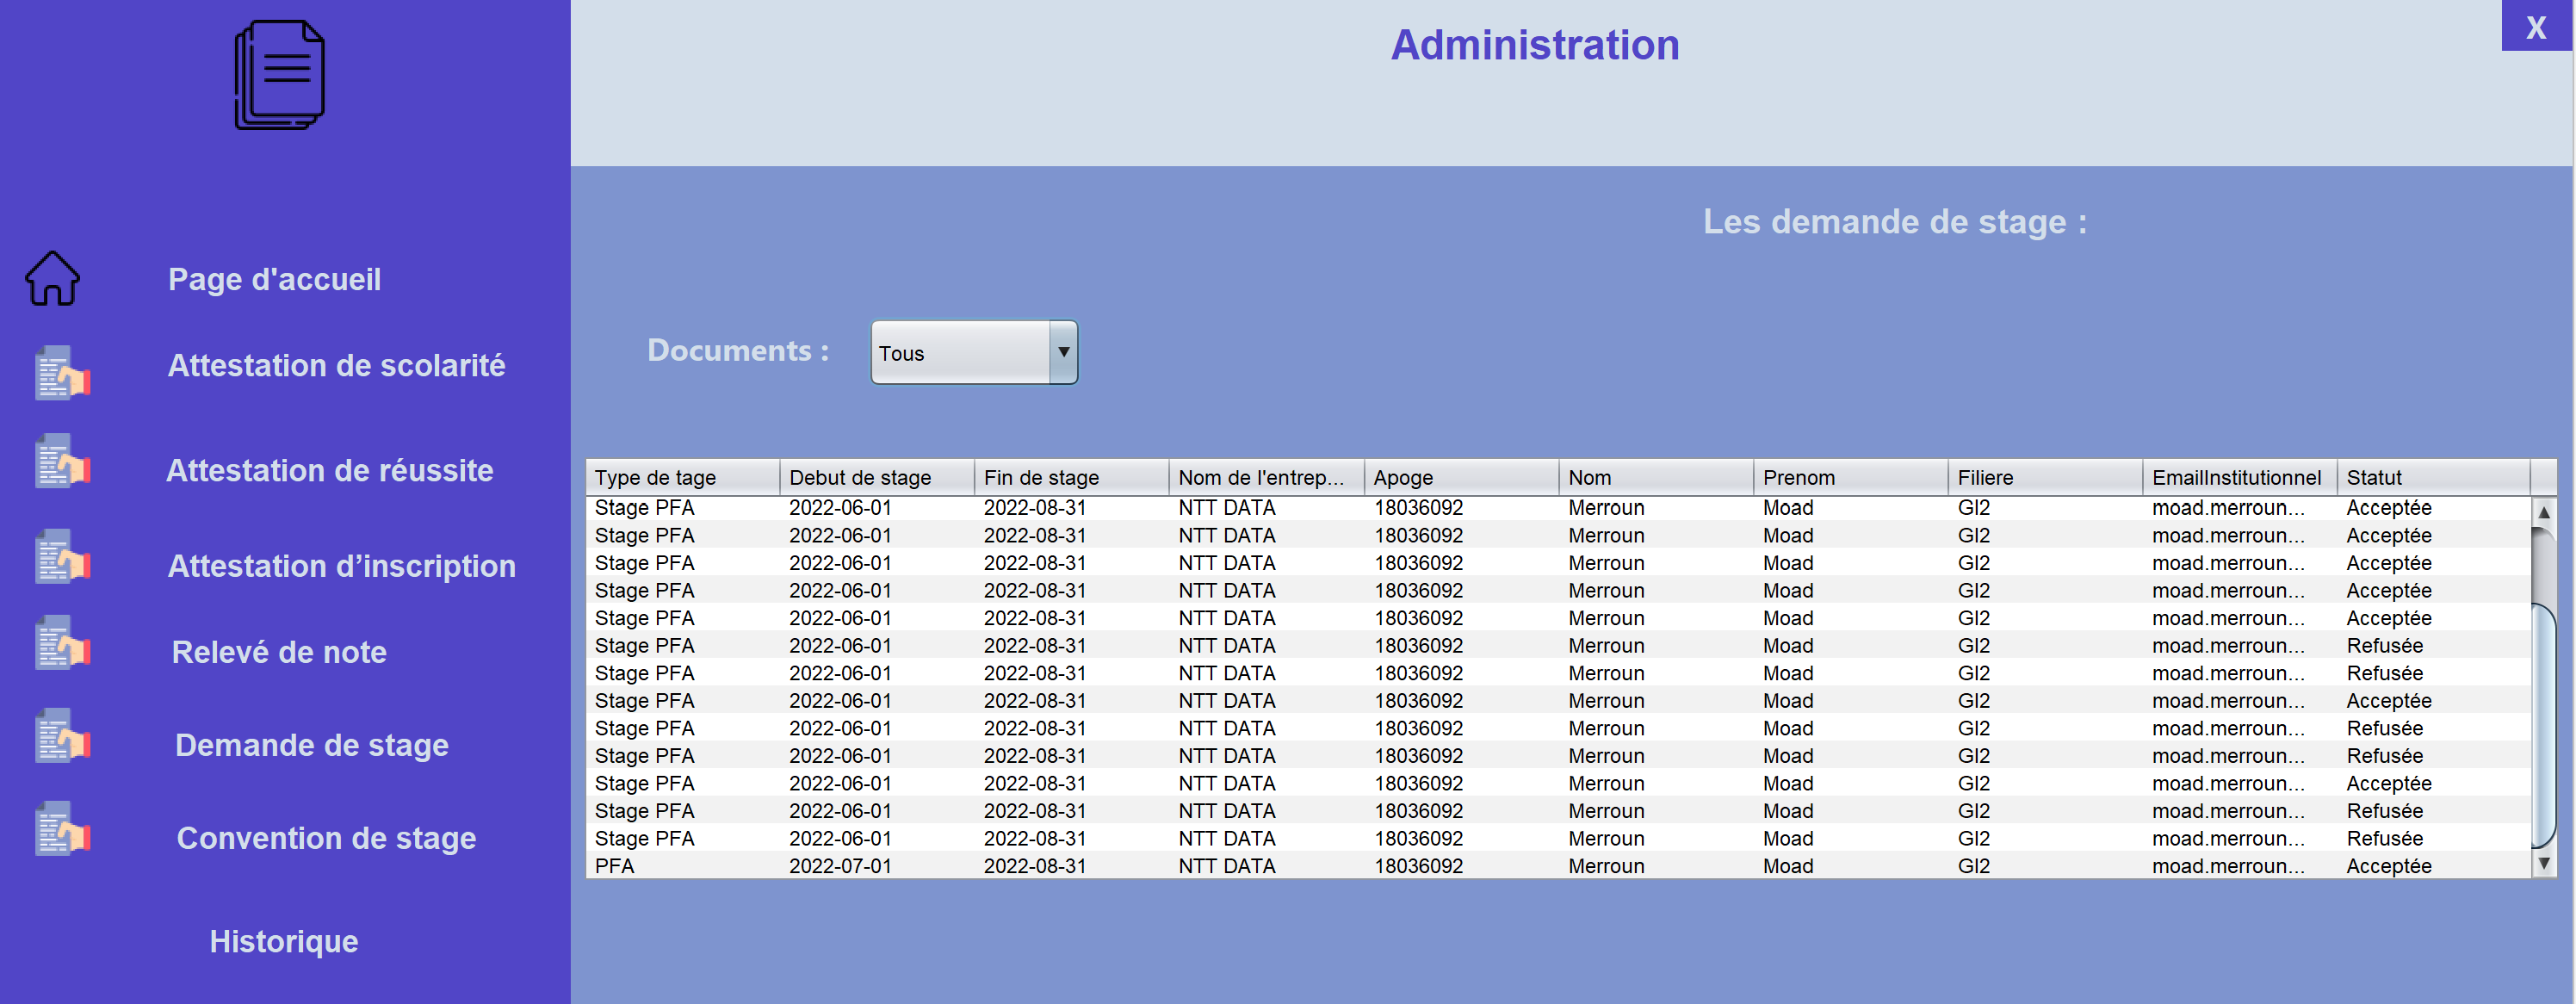 Administration
X
Page d'accueil
Attestation de scolarité
Attestation de réussite
Attestation d’inscription
Relevé de note
Demande de stage
Convention de stage
Historique
Les demande de stage :
Documents :
Tous
Type de tage Debut de stage Fin de stage Nom de l'entrep... Apoge Nom Prenom Filiere EmailInstitutionnel Statut
Stage PFA 2022-06-01 2022-08-31 NTT DATA 18036092 Merroun Moad GI2 moad.merroun... Acceptée
Stage PFA 2022-06-01 2022-08-31 NTT DATA 18036092 Merroun Moad GI2 moad.merroun... Acceptée
Stage PFA 2022-06-01 2022-08-31 NTT DATA 18036092 Merroun Moad GI2 moad.merroun... Acceptée
Stage PFA 2022-06-01 2022-08-31 NTT DATA 18036092 Merroun Moad GI2 moad.merroun... Acceptée
Stage PFA 2022-06-01 2022-08-31 NTT DATA 18036092 Merroun Moad GI2 moad.merroun... Acceptée
Stage PFA 2022-06-01 2022-08-31 NTT DATA 18036092 Merroun Moad GI2 moad.merroun... Refusée
Stage PFA 2022-06-01 2022-08-31 NTT DATA 18036092 Merroun Moad GI2 moad.merroun... Refusée
Stage PFA 2022-06-01 2022-08-31 NTT DATA 18036092 Merroun Moad GI2 moad.merroun... Acceptée
Stage PFA 2022-06-01 2022-08-31 NTT DATA 18036092 Merroun Moad GI2 moad.merroun... Refusée
Stage PFA 2022-06-01 2022-08-31 NTT DATA 18036092 Merroun Moad GI2 moad.merroun... Refusée
Stage PFA 2022-06-01 2022-08-31 NTT DATA 18036092 Merroun Moad GI2 moad.merroun... Acceptée
Stage PFA 2022-06-01 2022-08-31 NTT DATA 18036092 Merroun Moad GI2 moad.merroun... Refusée
Stage PFA 2022-06-01 2022-08-31 NTT DATA 18036092 Merroun Moad GI2 moad.merroun... Refusée
PFA 2022-07-01 2022-08-31 NTT DATA 18036092 Merroun Moad GI2 moad.merroun... Acceptée